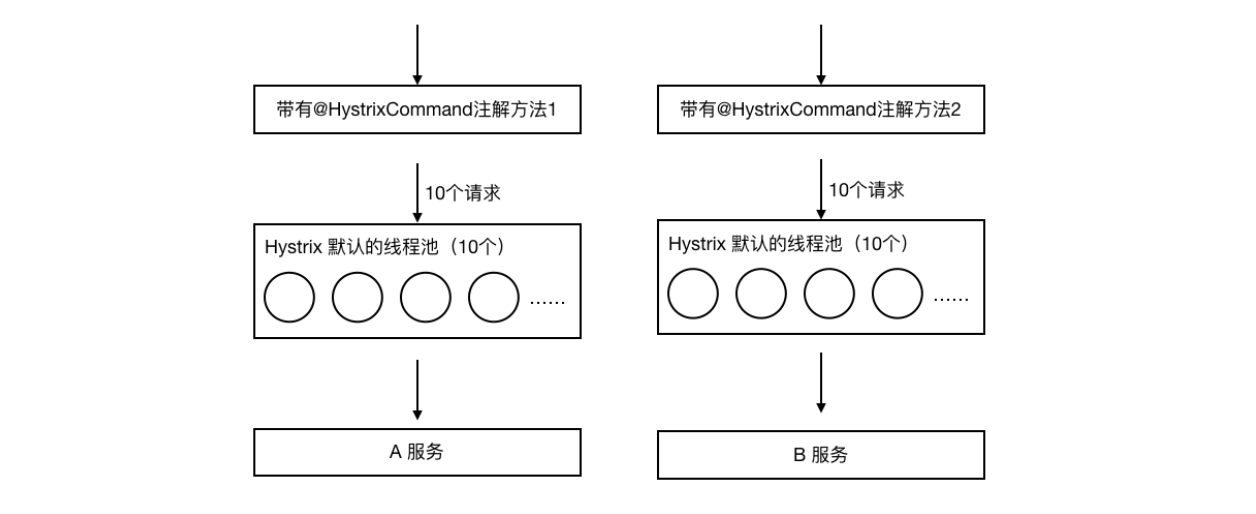 带有@HystrixCommand注解方法1
10个请求
Hystrix 默认的线程池（10个）
......
A 服务
带有@HystrixCommand注解方法2
10个请求
Hystrix 默认的线程池（10个）
......
B 服务